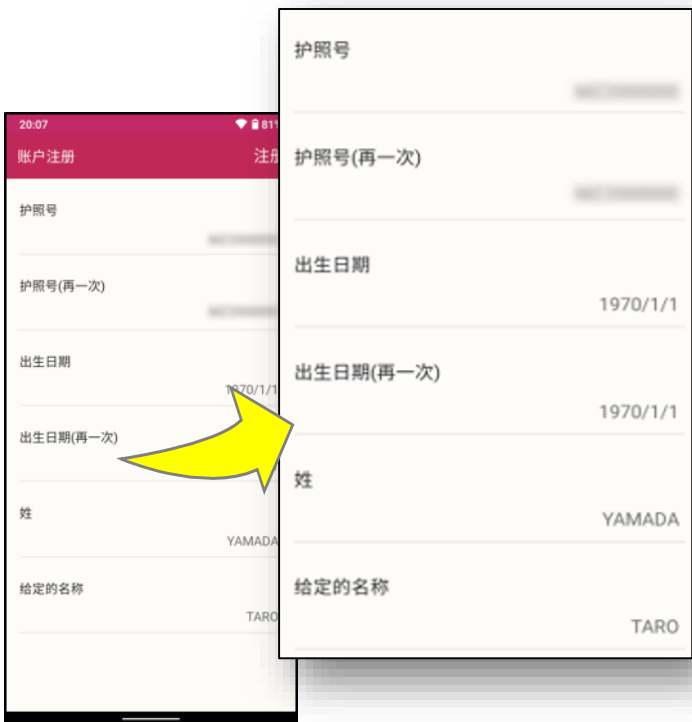 20:07
81%
账户注册
注册
护照号
护照号(再一次)
出生日期
1970/1/1
出生日期(再一次)
姓
YAMADA
给定的名称
TARO
护照号
护照号(再一次)
出生日期
1970/1/1
出生日期(再一次)
1970/1/1
姓
YAMADA
给定的名称
TARO